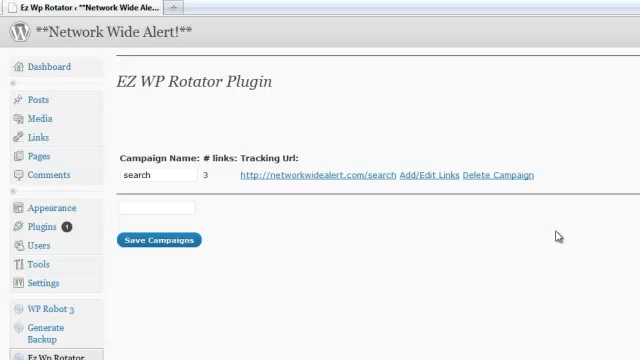 Ez Wp Rotator ‹ **Network Wide Ale...
**Network Wide Alert!**
Dashboard
Posts
Media
Links
Pages
Comments
Appearance
Plugins 1
Users
Tools
Settings
WP Robot 3
Generate
Backup
Ez Wp Rotator
EZ WP Rotator Plugin
Campaign Name: # links: Tracking Url:
search 3 http://networkwidealert.com/search Add/Edit Links Delete Campaign
Save Campaigns